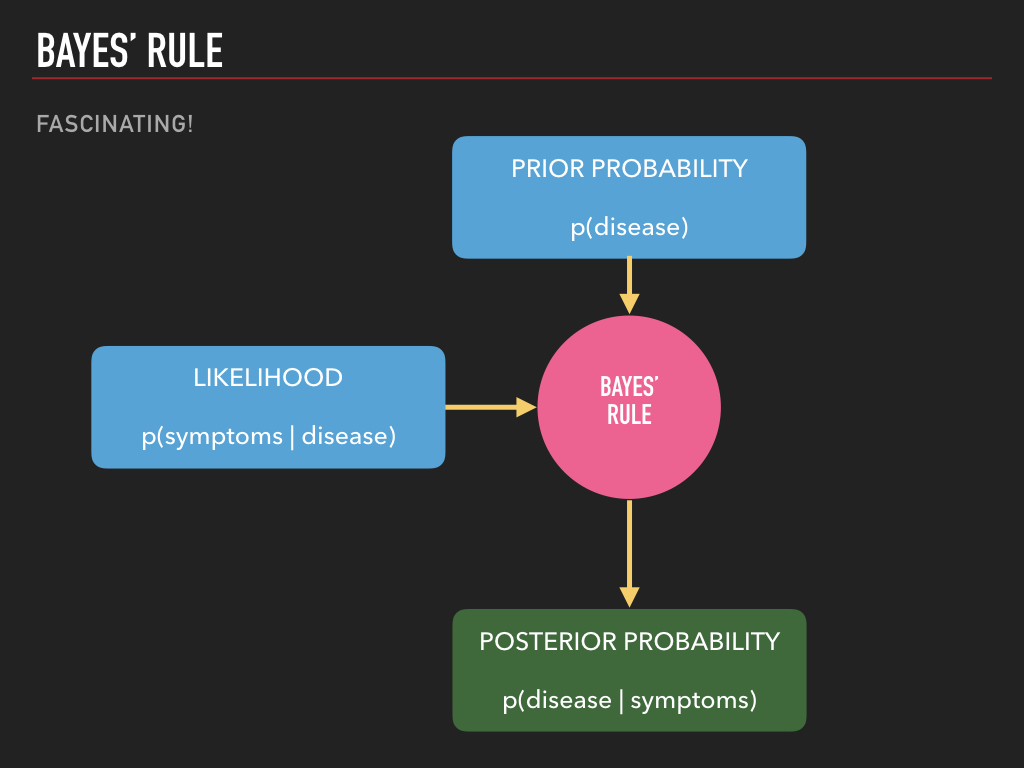 BAYES’ RULE
FASCINATING!
PRIOR PROBABILITY
p(disease)
LIKELIHOOD
p(symptoms | disease)
BAYES’
RULE
POSTERIOR PROBABILITY
p(disease | symptoms)